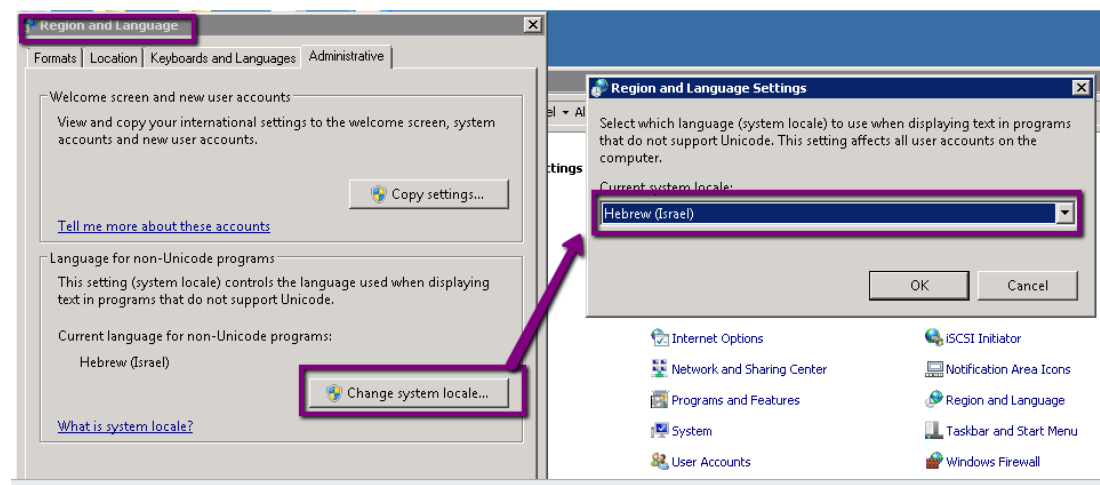 Region and Language
Formats
Location
Keyboards and Languages
Administrative
Welcome screen and new user accounts
View and copy your international settings to the welcome screen, system
accounts and new user accounts.
Copy settings...
Tell me more about these accounts
Language for non-Unicode programs
This setting (system locale) controls the language used when displaying
text in programs that do not support Unicode.
Current language for non-Unicode programs:
Hebrew (Israel)
Change system locale...
What is system locale?
el
Al
ttings
Region and Language Settings
Select which language (system locale) to use when displaying text in programs
that do not support Unicode. This setting affects all user accounts on the
computer.
Current system locale:
Hebrew (Israel)
OK
Cancel
Internet Options
iSCSI Initiator
Network and Sharing Center
Notification Area Icons
Programs and Features
Region and Language
System
Taskbar and Start Menu
User Accounts
Windows Firewall